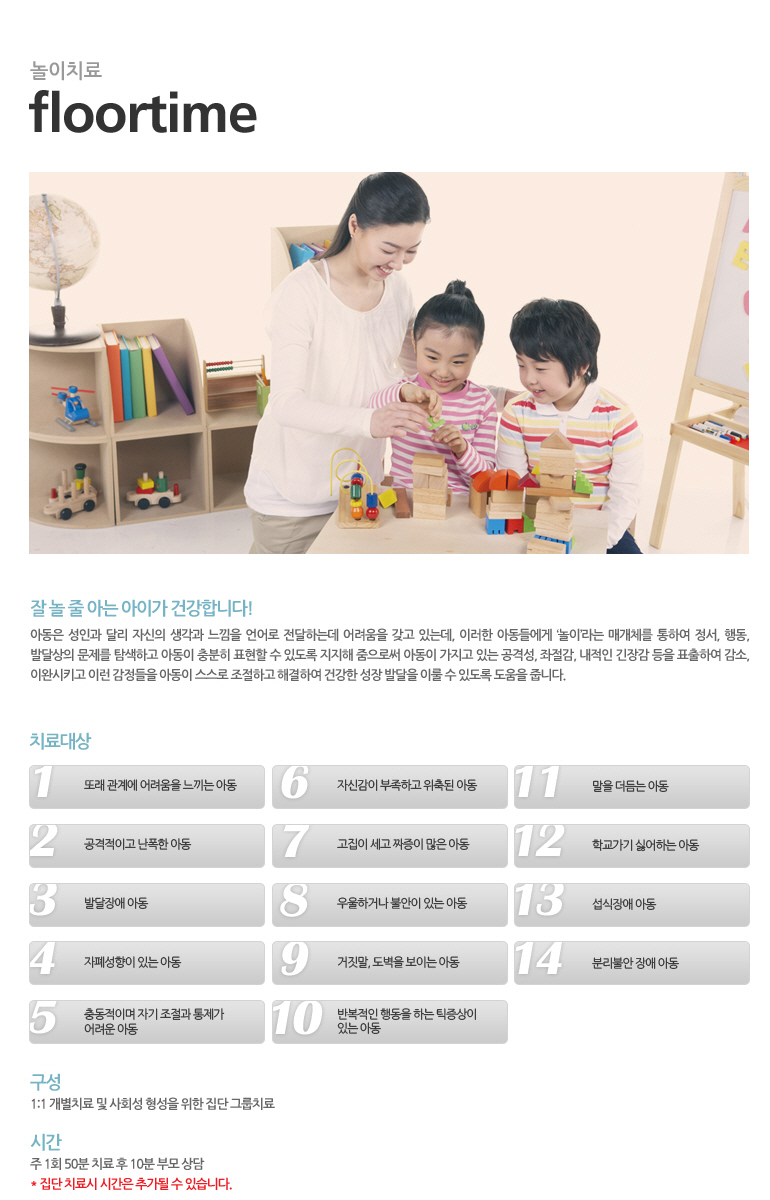 놀이치료
floortime
잘 놀 줄 아는 아이가 건강합니다!
아동은 성인과 달리 자신의 생각과 느낌을 언어로 전달하는데 어려움을 갖고 있는데, 이러한 아동들에게 '놀이'라는 매개체를 통하여 정서, 행동,
발달상의 문제를 탐색하고 아동이 충분히 표현할 수 있도록 지지해 줌으로써 아동이 가지고 있는 공격성, 좌절감, 내적인 긴장감 등을 표출하여 감소,
이완시키고 이런 감정들을 아동이 스스로 조절하고 해결하여 건강한 성장 발달을 이룰 수 있도록 도움을 줍니다.
치료대상
1 또래 관계에 어려움을 느끼는 아동
2 공격적이고 난폭한 아동
3 발달장애 아동
4 자폐성향이 있는 아동
5 충동적이며 자기 조절과 통제가
어려운 아동
6 자신감이 부족하고 위축된 아동
7 고집이 세고 짜증이 많은 아동
8 우울하거나 불안이 있는 아동
9 거짓말, 도벽을 보이는 아동
10 반복적인 행동을 하는 틱증상이
있는 아동
11 말을 더듬는 아동
12 학교가기 싫어하는 아동
13 섭식장애 아동
14 분리불안 장애 아동
구성
1:1 개별치료 및 사회성 형성을 위한 집단 그룹치료
시간
주 1회 50분 치료 후 10분 부모 상담
* 집단 치료시 시간은 추가될 수 있습니다.